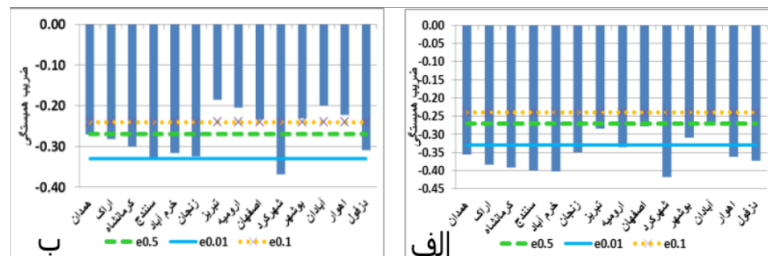 0.00
-0.10
-0.20
-0.30
-0.40
ضریب همبستگی
همدان
اراک
کرمانشاه
سنندج
خرم اباد
زنجان
تبریز
ارومیه
اصفهان
شهرکرد
بوشهر
آبادان
اهواز
دزفول
e0.5 e0.01 e0.1
ب
0.00
-0.05
-0.10
-0.15
-0.20
-0.25
-0.30
-0.35
-0.40
-0.45
ضریب همبستگی
همدان
اراک
کرمانشاه
سنندج
خرم اباد
زنجان
تبریز
ارومیه
اصفهان
شهرکرد
بوشهر
آبادان
اهواز
دزفول
e0.5 e0.01 e0.1
الف